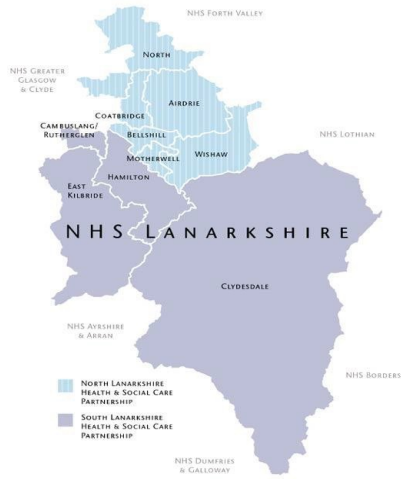 NHS FORTH VALLEY
NORTH
NHS GREATER
GLASGOW
& CLYDE
AIRDRIE
COATBRIDGE
CAMBUSLANG/
RUTHERGLEN
BELLSHILL
NHS LOTHIAN
MOTHERWELL
WISHAW
HAMILTON
EAST
KILBRIDE
NHS LANARKSHIRE
CLYDESDALE
NHS AYRSHIRE
& ARRAN
NHS BORDERS
NORTH LANARKSHIRE
HEALTH & SOCIAL CARE
PARTNERSHIP
SOUTH LANARKSHIRE
HEALTH & SOCIAL CARE
PARTNERSHIP
NHS DUMFRIES
& GALLOWAY